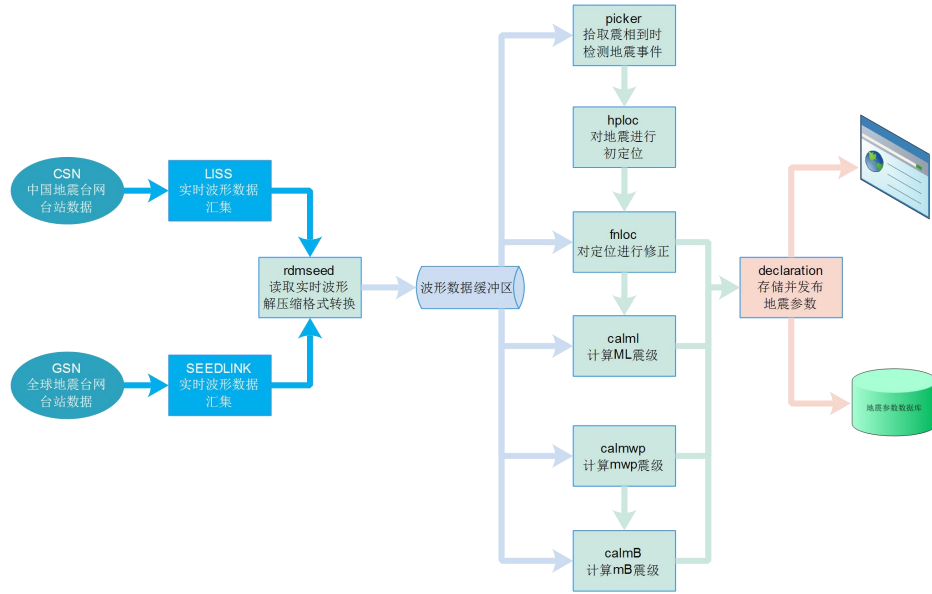 CSN
中国地震台网
台站数据
LISS
实时波形数据
汇集
GSN
全球地震台网
台站数据
SEEDLINK
实时波形数据
汇集
rdmseed
读取实时波形
解压缩格式转换
波形数据缓冲区
picker
拾取震相到时
检测地震事件
hploc
对地震进行
初定位
fnloc
对定位进行修正
calml
计算ML震级
calmwp
计算mwp震级
calmB
计算mB震级
declaration
存储并发布
地震参数
地震参数数据库